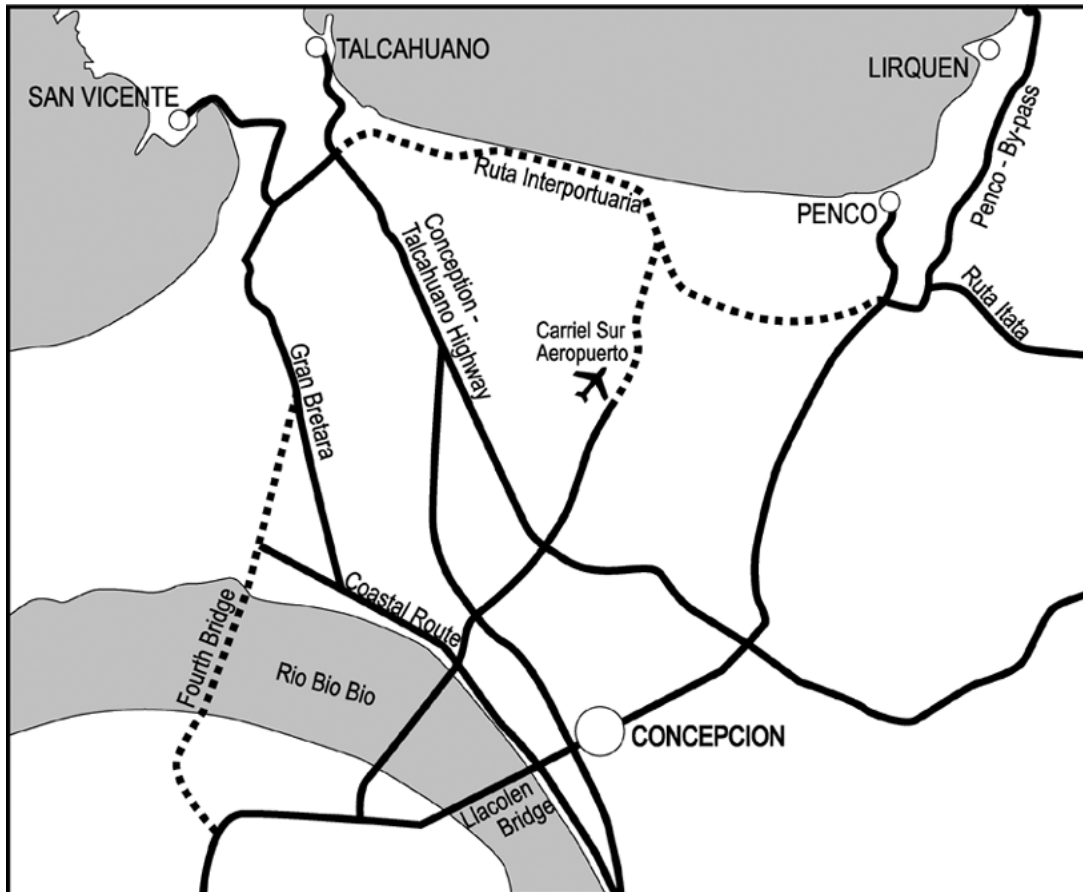 TALCAHUANO
LIRQUEN
SAN VICENTE
Penco - By-pass
Ruta Interportuaria
PENCO
Conception -
Talcahuano Highway
Ruta Itata
Carriel Sur
Aeropuerto
Gran Bretara
Coastal Route
Fourth Bridge
Rio Bio Bio
CONCEPCION
Llacolen
Bridge